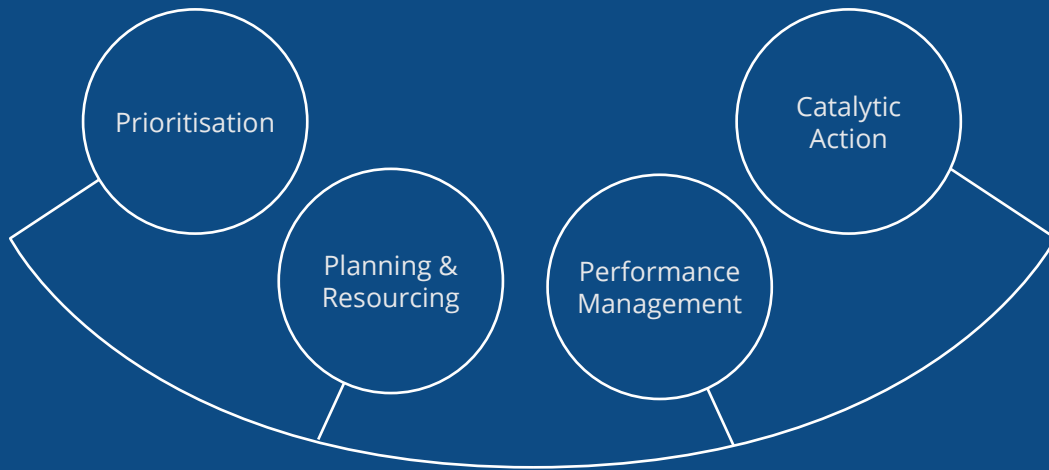 Prioritisation
Planning &
Resourcing
Performance
Management
Catalytic
Action